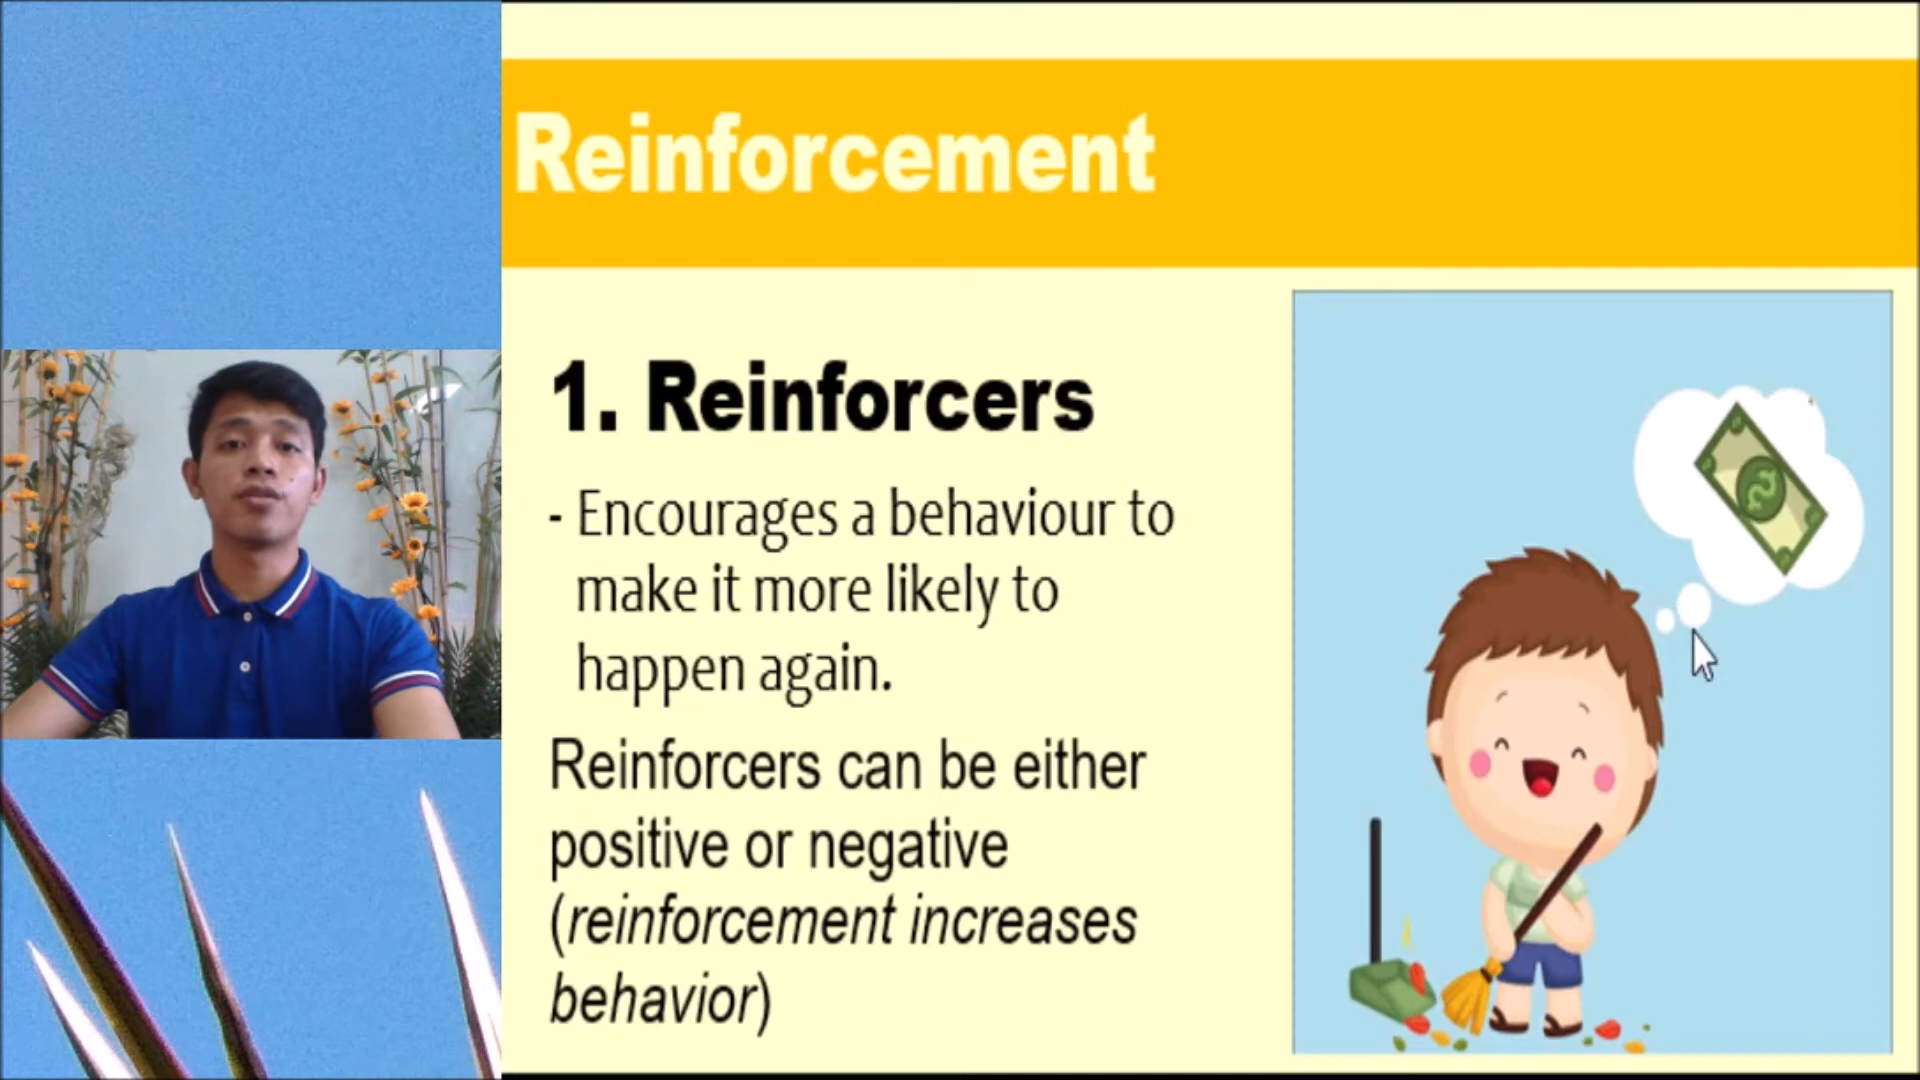 Reinforcement
1. Reinforcers
- Encourages a behaviour to
make it more likely to
happen again.
Reinforcers can be either
positive or negative
(reinforcement increases
behavior)